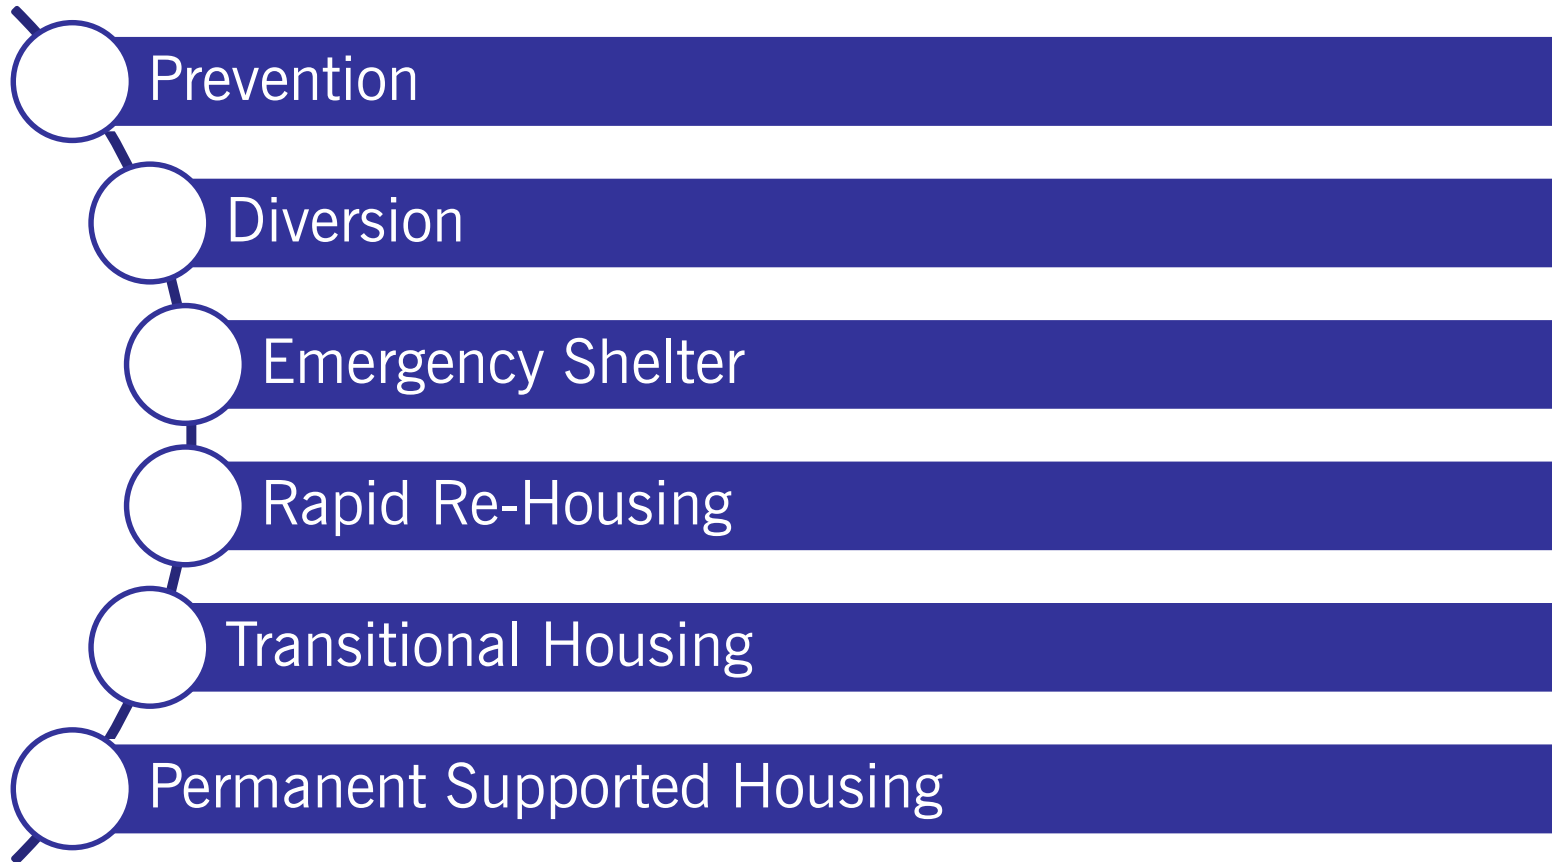 Prevention
Diversion
Emergency Shelter
Rapid Re-Housing
Transitional Housing
Permanent Supported Housing